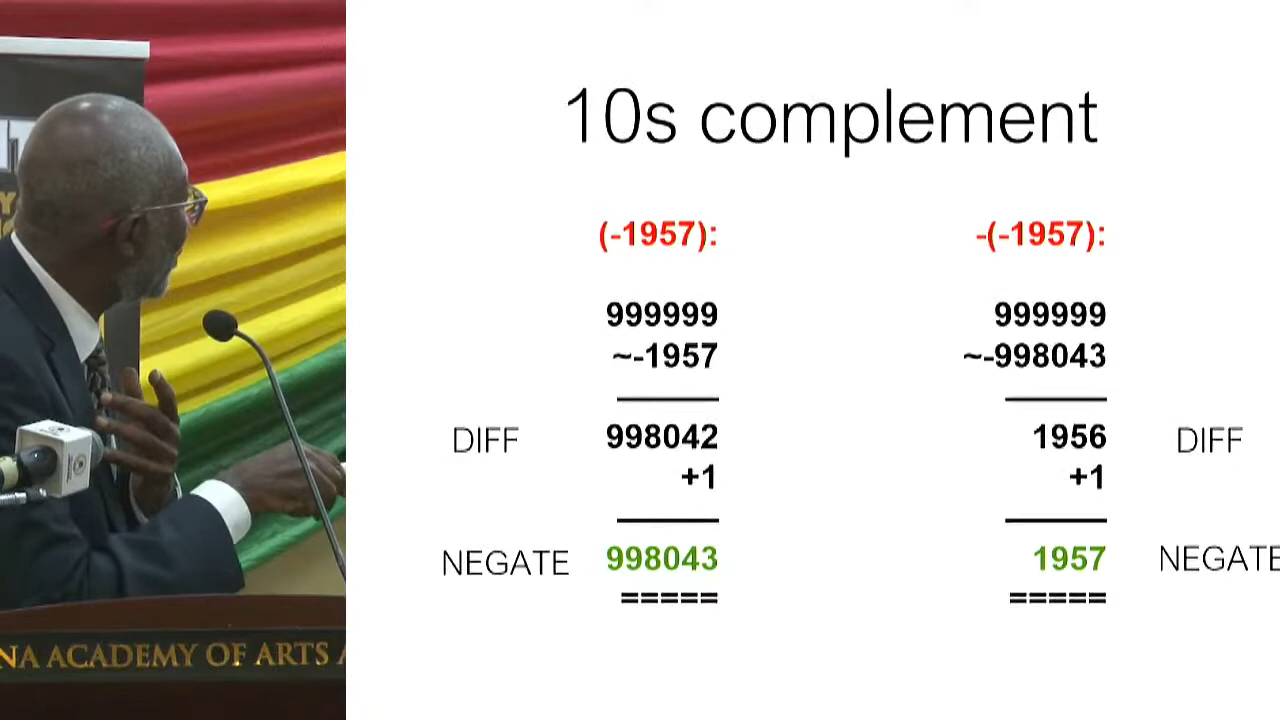 10s complement
(-1957):
999999
~-1957
DIFF 998042
+1
NEGATE 998043
=====
-(-1957):
999999
~-998043
1956 DIFF
+1
1957 NEGATE
=====
NA ACADEMY OF ARTS